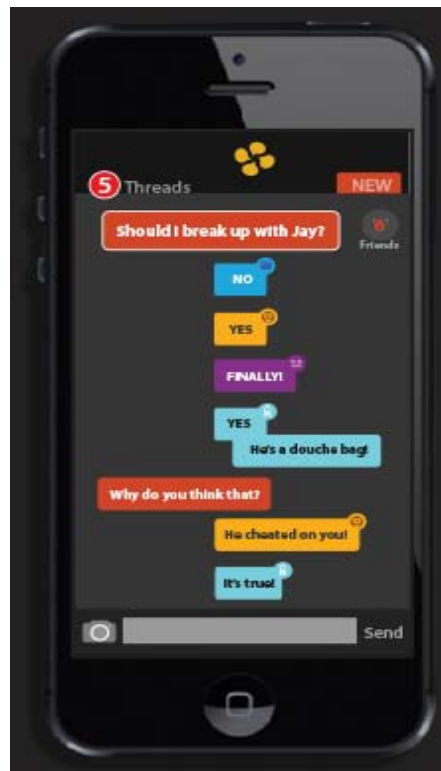 5 Threads
NEW
Should I break up with Jay?
Friends
NO
YES
FINALLY!
YES
He's a douche bag!
Why do you think that?
He cheated on you!
It's true!
Send